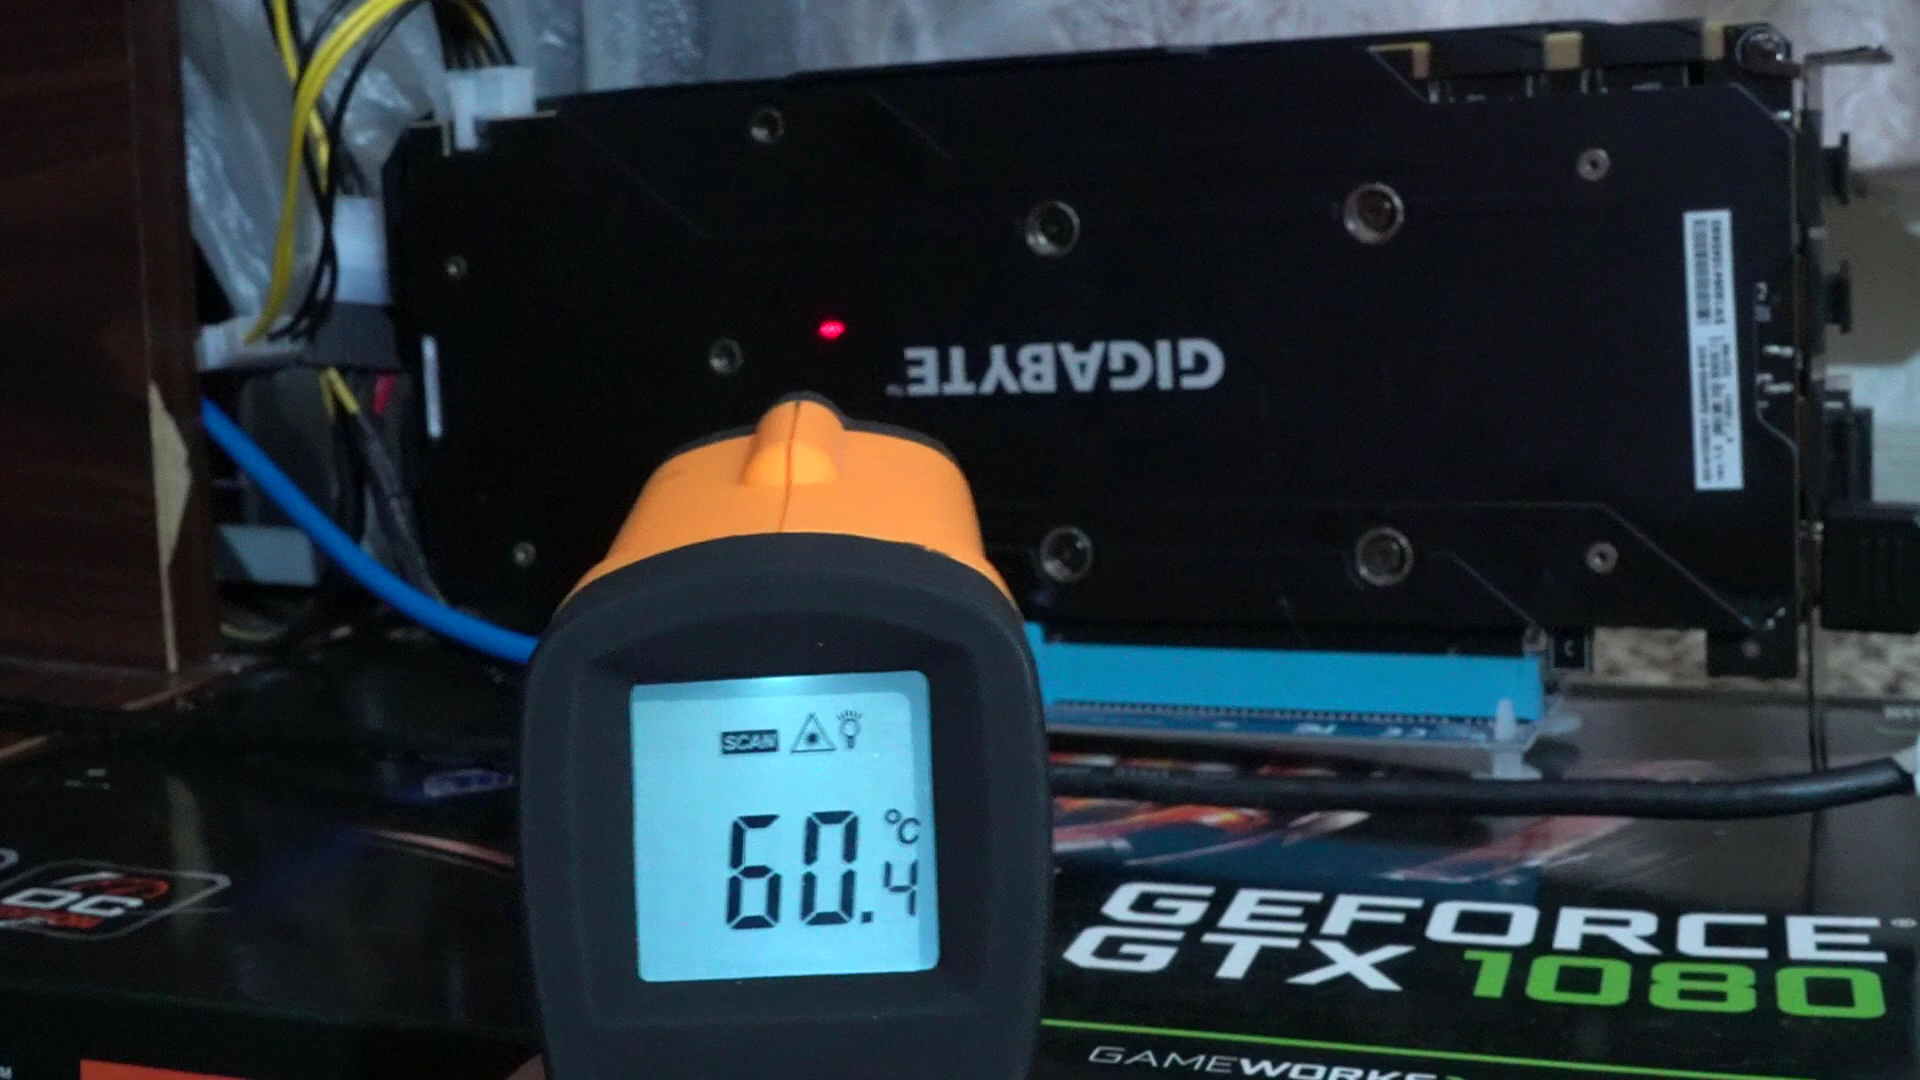 GIGABYTE
SCAN
°C
60.4
OC
GEFORCE®
GTX 1080
GAMEWORKS